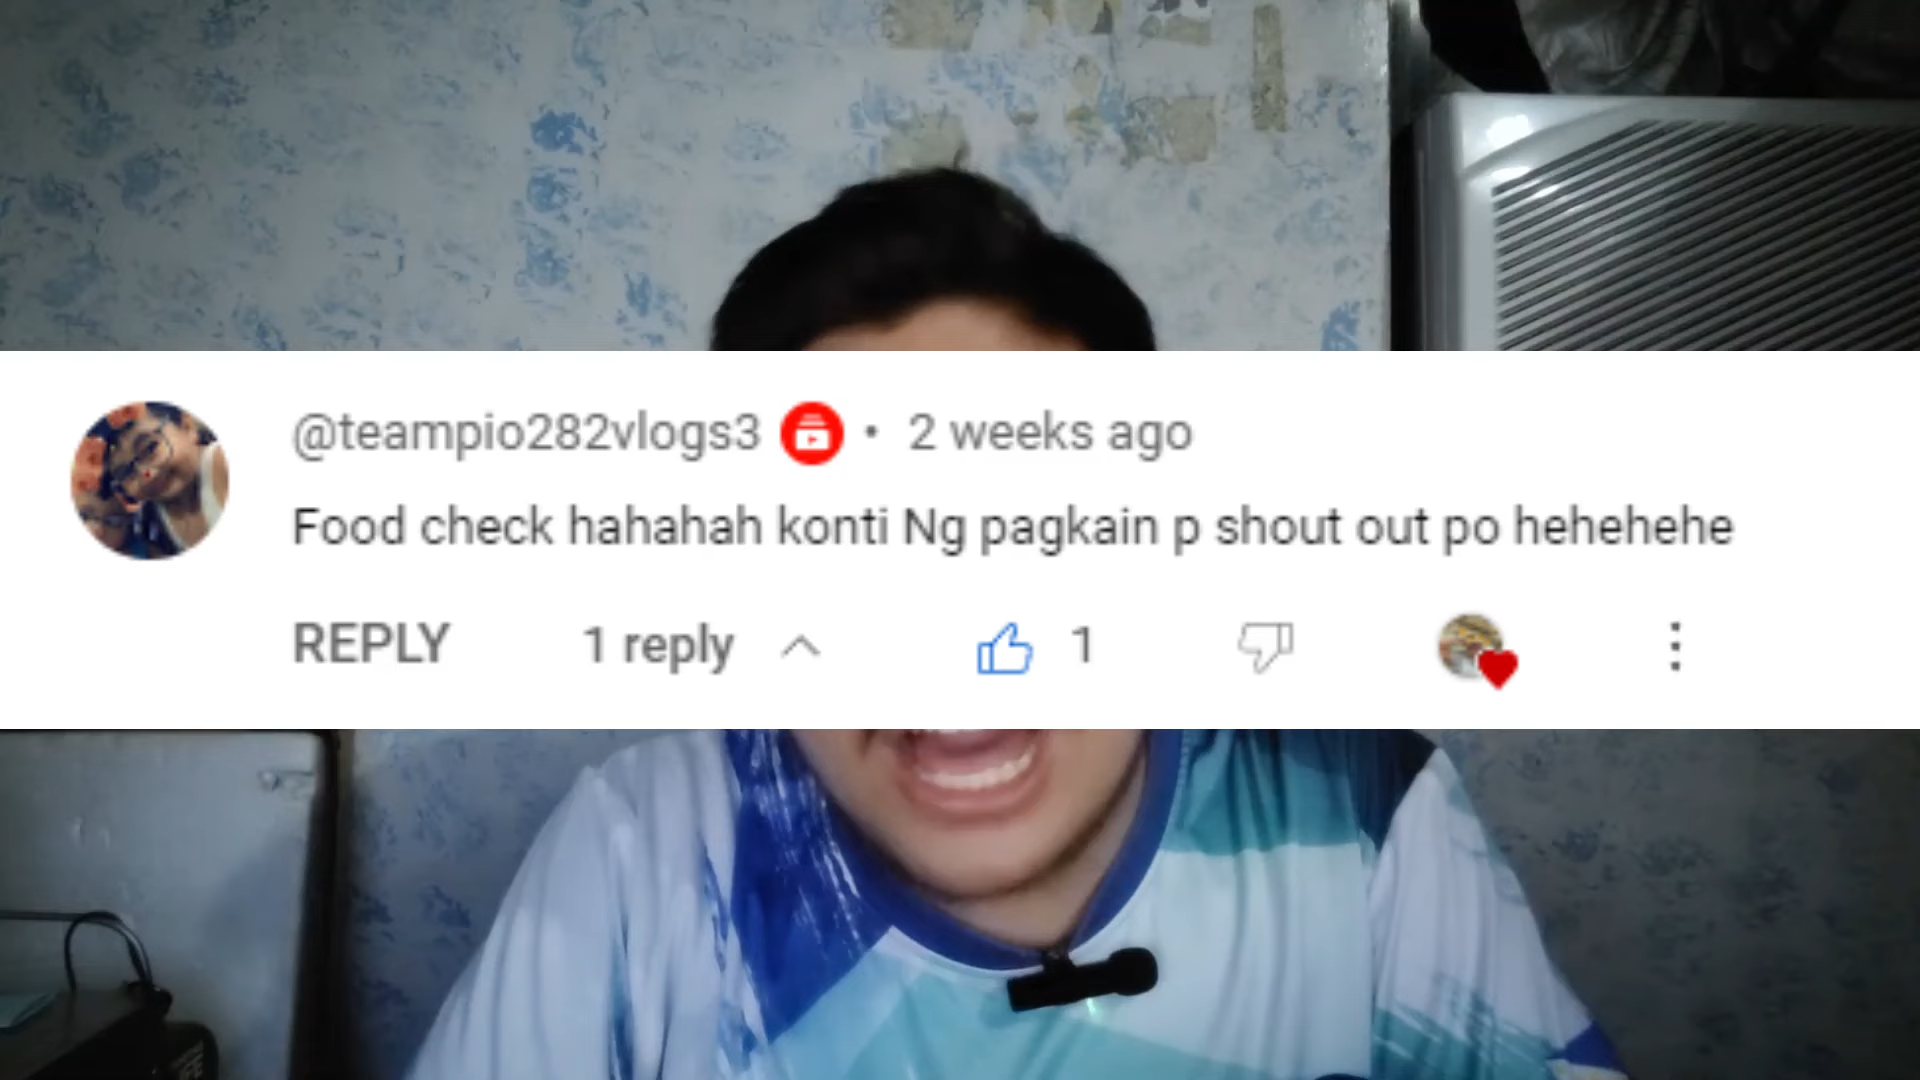 @teampio282vlogs3 • 2 weeks ago
Food check hahahah konti Ng pagkain p shout out po hehehehe
REPLY 1 reply 1